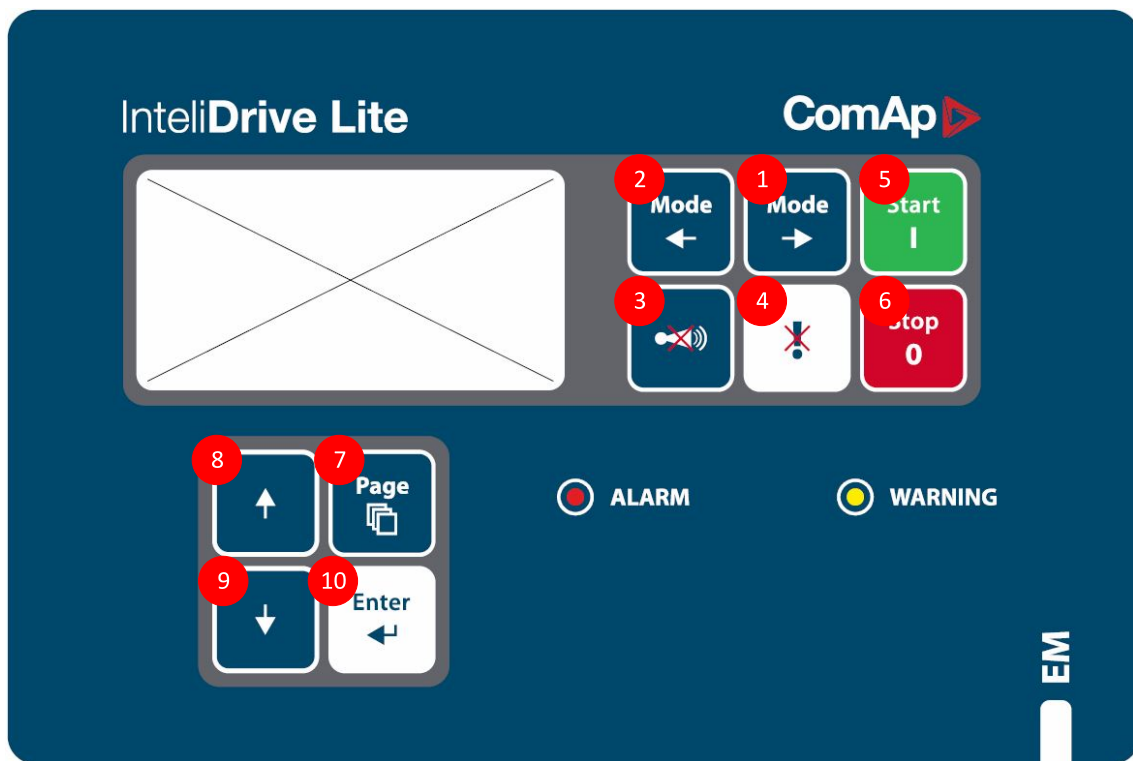 InteliDrive Lite
ComAp
2
1
5
Mode
Mode
Start
I
3
4
6
Stop
0
8
7
Page
ALARM
WARNING
9
10
Enter
EM